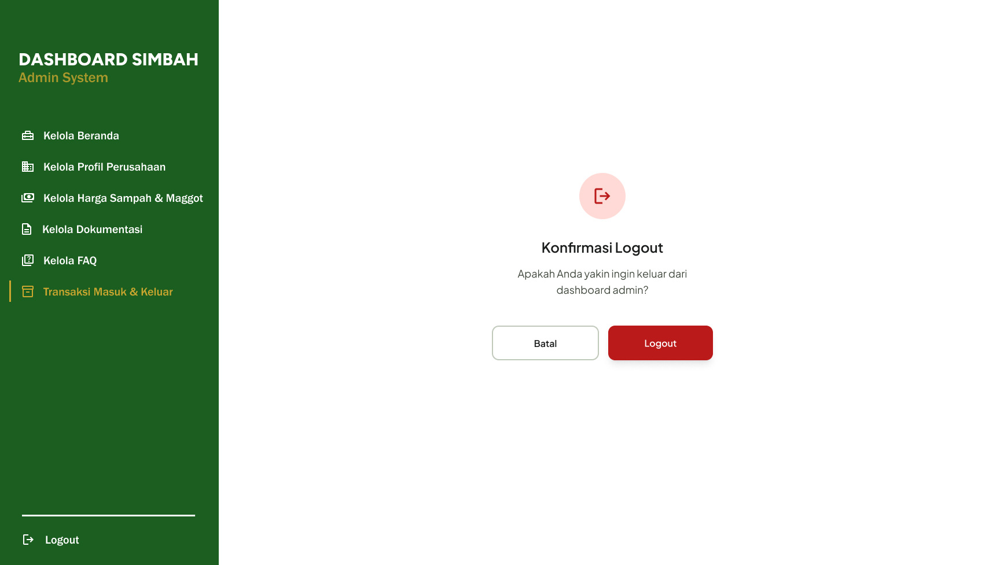 DASHBOARD SIMBAH
Admin System
Kelola Beranda
Kelola Profil Perusahaan
Kelola Harga Sampah & Maggot
Kelola Dokumentasi
Kelola FAQ
Transaksi Masuk & Keluar
Logout
Konfirmasi Logout
Apakah Anda yakin ingin keluar dari
dashboard admin?
Batal
Logout